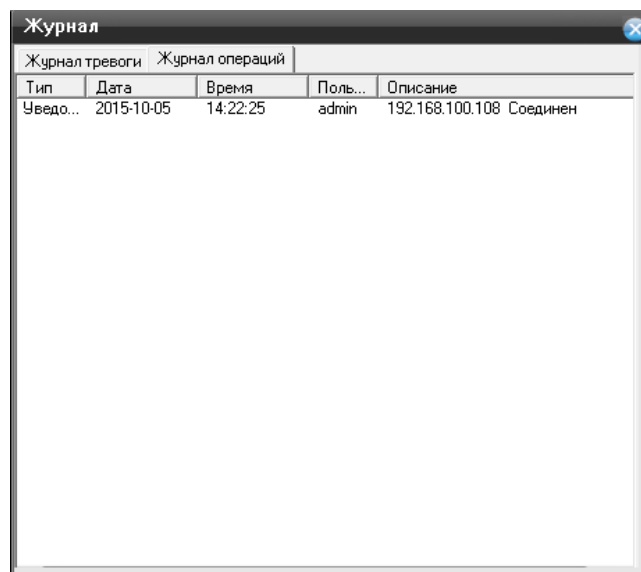 Журнал
Журнал тревоги Журнал операций
Тип Дата Время Поль... Описание
Уведо... 2015-10-05 14:22:25 admin 192.168.100.108 Соединен